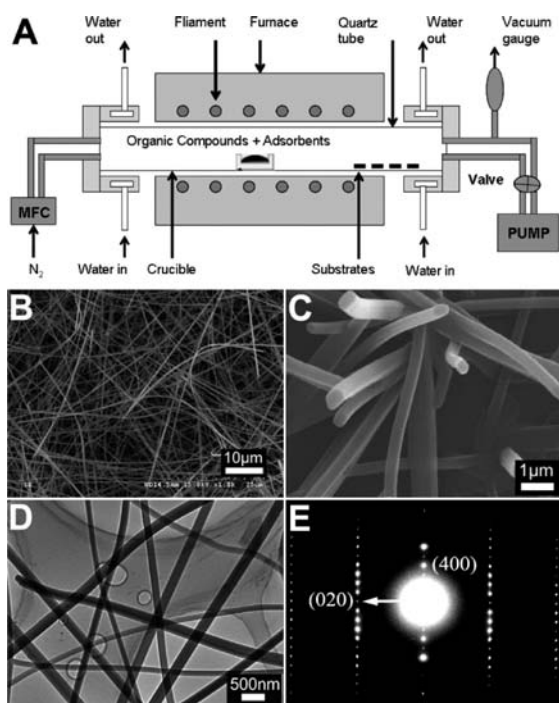 A
Water out
Filament
Furnace
Quartz tube
Water out
Vacuum gauge
Organic Compounds + Adsorbents
MFC
Valve
PUMP
N₂
Water in
Crucible
Substrates
Water in
B
10μm
C
1μm
D
500nm
E
(400)
(020)